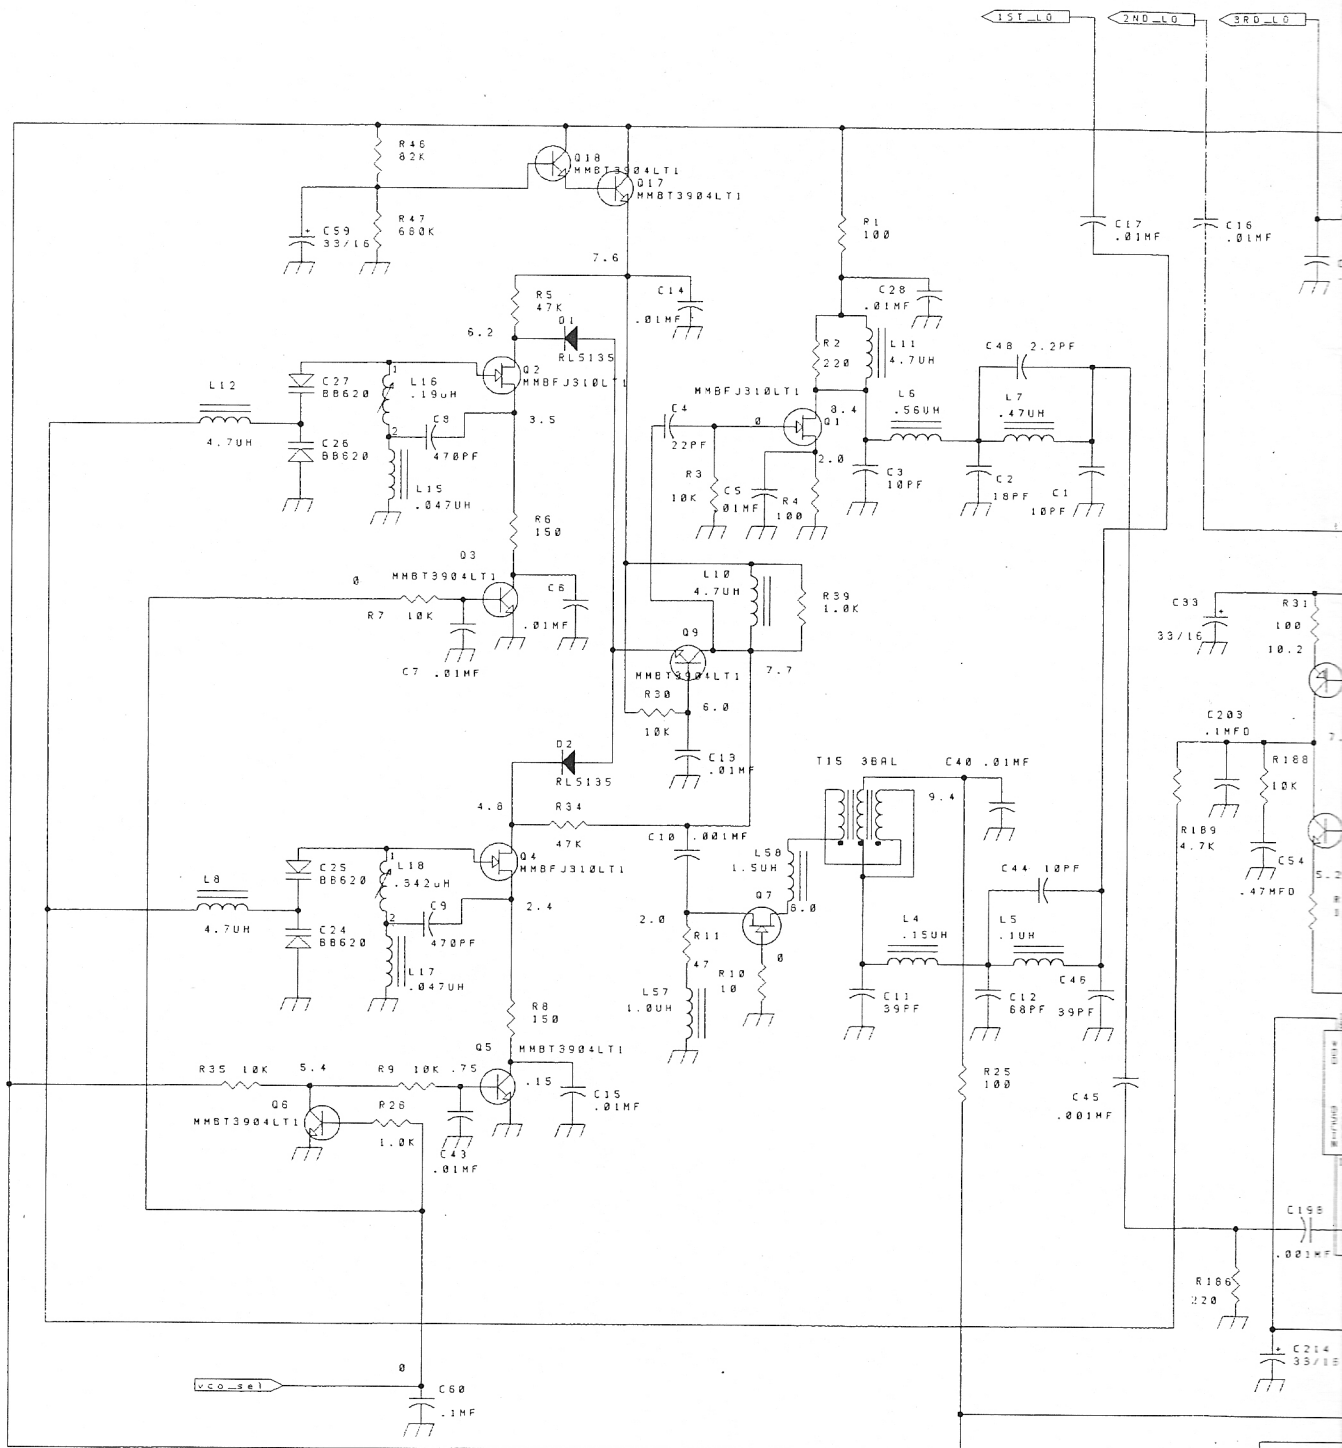 1ST_LO
2ND_LO
3RD_LO
R46
82K
Q18
MMBT3904LT1
Q17
MMBT3904LT1
C59
33/16
R47
680K
R1
100
C17
.01MF
C16
.01MF
7.6
R5
47K
C14
.01MF
C28
.01MF
6.2
D1
RLS135
R2
220
L11
4.7UH
C48 2.2PF
L12
4.7UH
C27
BB620
L16
.19uH
1
2
Q2
MMBFJ310LT1
MMBFJ310LT1
8.4
Q1
L6
.56UH
L7
.47UH
C26
BB620
C8
470PF
3.5
C4
22PF
0
2.0
L15
.047UH
R3
10K
C5
.01MF
R4
100
C3
10PF
C2
18PF
C1
10PF
R6
150
Q3
MMBT3904LT1
0
R7
10K
C7 .01MF
C6
.01MF
L10
4.7UH
R39
1.0K
C33
33/16
R31
100
10.2
Q9
MMBT3904LT1
7.7
R30
10K
6.0
C13
.01MF
D2
RLS135
C203
.1MFD
7.
R188
10K
R189
4.7K
C54
.47MFD
5.2
T15 3BAL
C40 .01MF
9.4
4.8
R34
47K
C10 .001MF
L58
1.5UH
C44 10PF
L8
4.7UH
C25
BB620
L18
.342uH
1
2
Q4
MMBFJ310LT1
C24
BB620
C9
470PF
2.4
2.0
R11
47
Q7
8.0
0
R10
10
L4
.15UH
L5
.1UH
L17
.047UH
L57
1.0UH
C11
39PF
C12
68PF
C46
39PF
R8
150
Q5
MMBT3904LT1
R35 10K
5.4
R9 10K .75
.15
C15
.01MF
R25
100
C45
.001MF
Q6
MMBT3904LT1
R26
1.0K
C43
.01MF
C198
.001MF
R186
220
C214
33/16
vco_sel
0
C60
.1MF